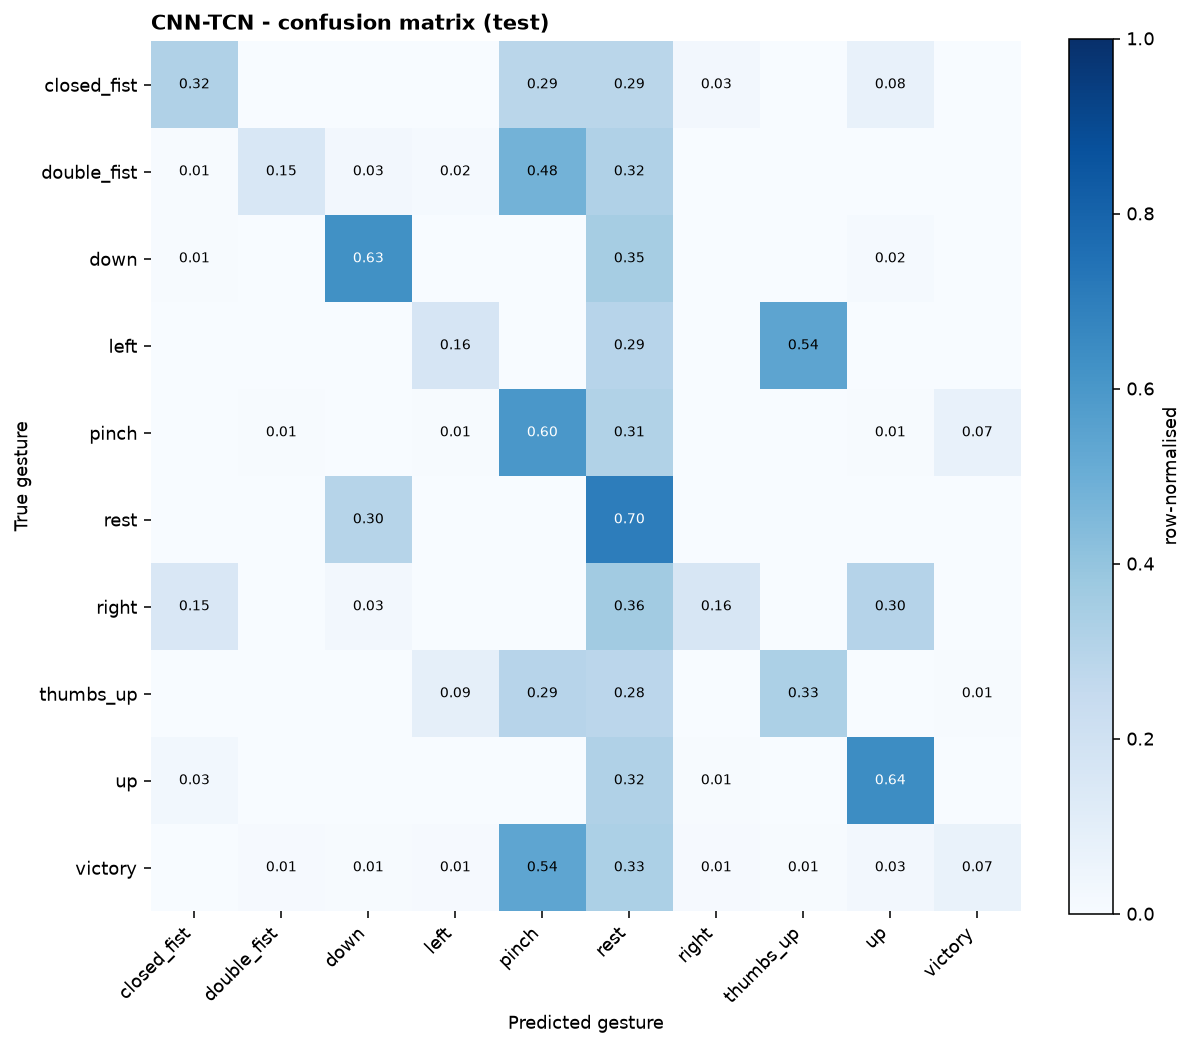 CNN-TCN - confusion matrix (test)
closed_fist 0.32 0.29 0.29 0.03 0.08
double_fist 0.01 0.15 0.03 0.02 0.48 0.32
down 0.01 0.63 0.35 0.02
left 0.16 0.29 0.54
pinch 0.01 0.01 0.60 0.31 0.01 0.07
rest 0.30 0.70
right 0.15 0.03 0.36 0.16 0.30
thumbs_up 0.09 0.29 0.28 0.33 0.01
up 0.03 0.32 0.01 0.64
victory 0.01 0.01 0.01 0.54 0.33 0.01 0.01 0.03 0.07
True gesture
closed_fist double_fist down left pinch rest right thumbs_up up victory
Predicted gesture
1.0
0.8
0.6
0.4
0.2
0.0
row-normalised